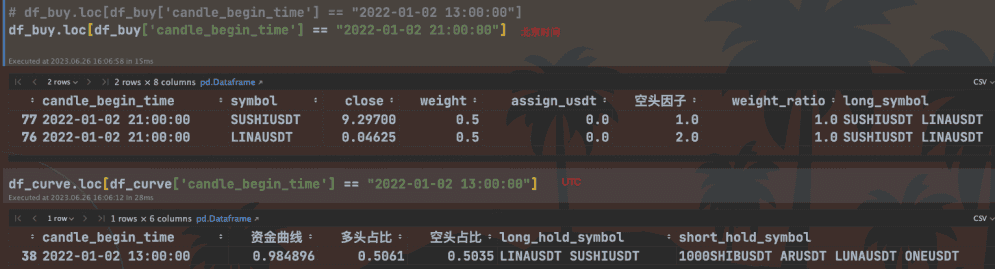 # df_buy.loc[df_buy['candle_begin_time'] == "2022-01-02 13:00:00"]
df_buy.loc[df_buy['candle_begin_time'] == "2022-01-02 21:00:00"] 北京时间
Executed at 2023.06.26 16:06:58 in 15ms
2 rows 2 rows × 8 columns pd.Dataframe CSV
candle_begin_time symbol close weight assign_usdt 空头因子 weight_ratio long_symbol
77 2022-01-02 21:00:00 SUSHIUSDT 9.29700 0.5 0.0 1.0 1.0 SUSHIUSDT LINAUSDT
76 2022-01-02 21:00:00 LINAUSDT 0.04625 0.5 0.0 2.0 1.0 SUSHIUSDT LINAUSDT
df_curve.loc[df_curve['candle_begin_time'] == "2022-01-02 13:00:00"] UTC
Executed at 2023.06.26 16:06:12 in 28ms
1 row 1 rows × 6 columns pd.Dataframe CSV
candle_begin_time 资金曲线 多头占比 空头占比 long_hold_symbol short_hold_symbol
38 2022-01-02 13:00:00 0.984896 0.5061 0.5035 LINAUSDT SUSHIUSDT 1000SHIBUSDT ARUSDT LUNAUSDT ONEUSDT